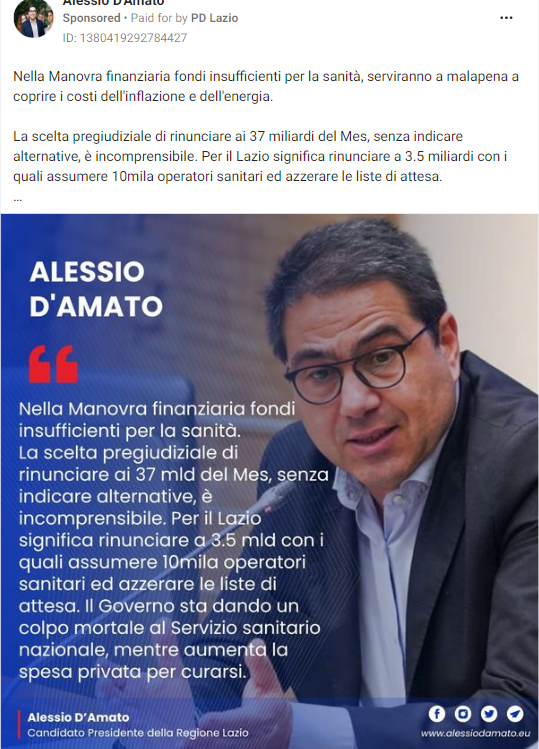 Alessio D'Amato
Sponsored • Paid for by PD Lazio
ID: 1380419292784427
Nella Manovra finanziaria fondi insufficienti per la sanità, serviranno a malapena a
coprire i costi dell'inflazione e dell'energia.
La scelta pregiudiziale di rinunciare ai 37 miliardi del Mes, senza indicare
alternative, è incomprensibile. Per il Lazio significa rinunciare a 3.5 miliardi con i
quali assumere 10mila operatori sanitari ed azzerare le liste di attesa.
...
ALESSIO
D'AMATO
Nella Manovra finanziaria fondi
insufficienti per la sanità.
La scelta pregiudiziale di
rinunciare ai 37 mld del Mes, senza
indicare alternative, è
incomprensibile. Per il Lazio
significa rinunciare a 3.5 mld con i
quali assumere 10mila operatori
sanitari ed azzerare le liste di
attesa. Il Governo sta dando un
colpo mortale al Servizio sanitario
nazionale, mentre aumenta la
spesa privata per curarsi.
Alessio D'Amato
Candidato Presidente della Regione Lazio
www.alessiodamato.eu